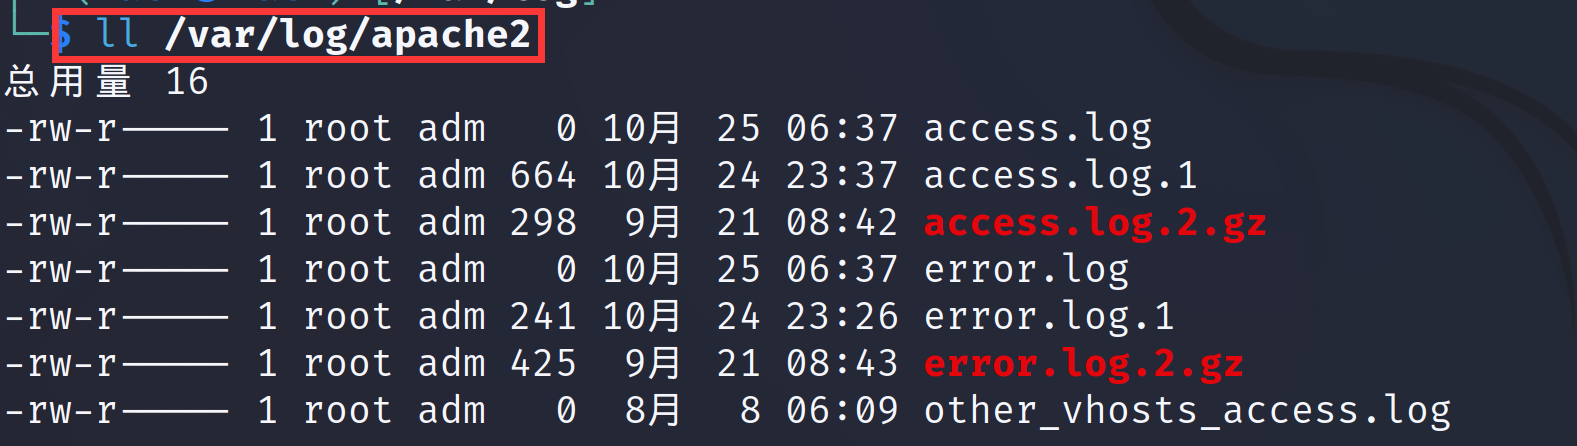 $ ll /var/log/apache2
总用量 16
-rw-r----- 1 root adm   0 10月  25 06:37 access.log
-rw-r----- 1 root adm 664 10月  24 23:37 access.log.1
-rw-r----- 1 root adm 298  9月  21 08:42 access.log.2.gz
-rw-r----- 1 root adm   0 10月  25 06:37 error.log
-rw-r----- 1 root adm 241 10月  24 23:26 error.log.1
-rw-r----- 1 root adm 425  9月  21 08:43 error.log.2.gz
-rw-r----- 1 root adm   0  8月   8 06:09 other_vhosts_access.log